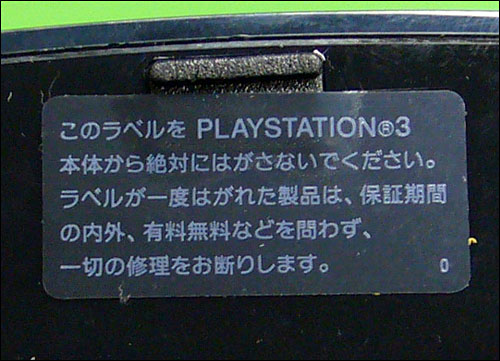 このラベルを PLAYSTATION®3
本体から絶対にはがさないでください。
ラベルが一度はがれた製品は、保証期間
の内外、有料無料などを問わず、
一切の修理をお断りします。 0